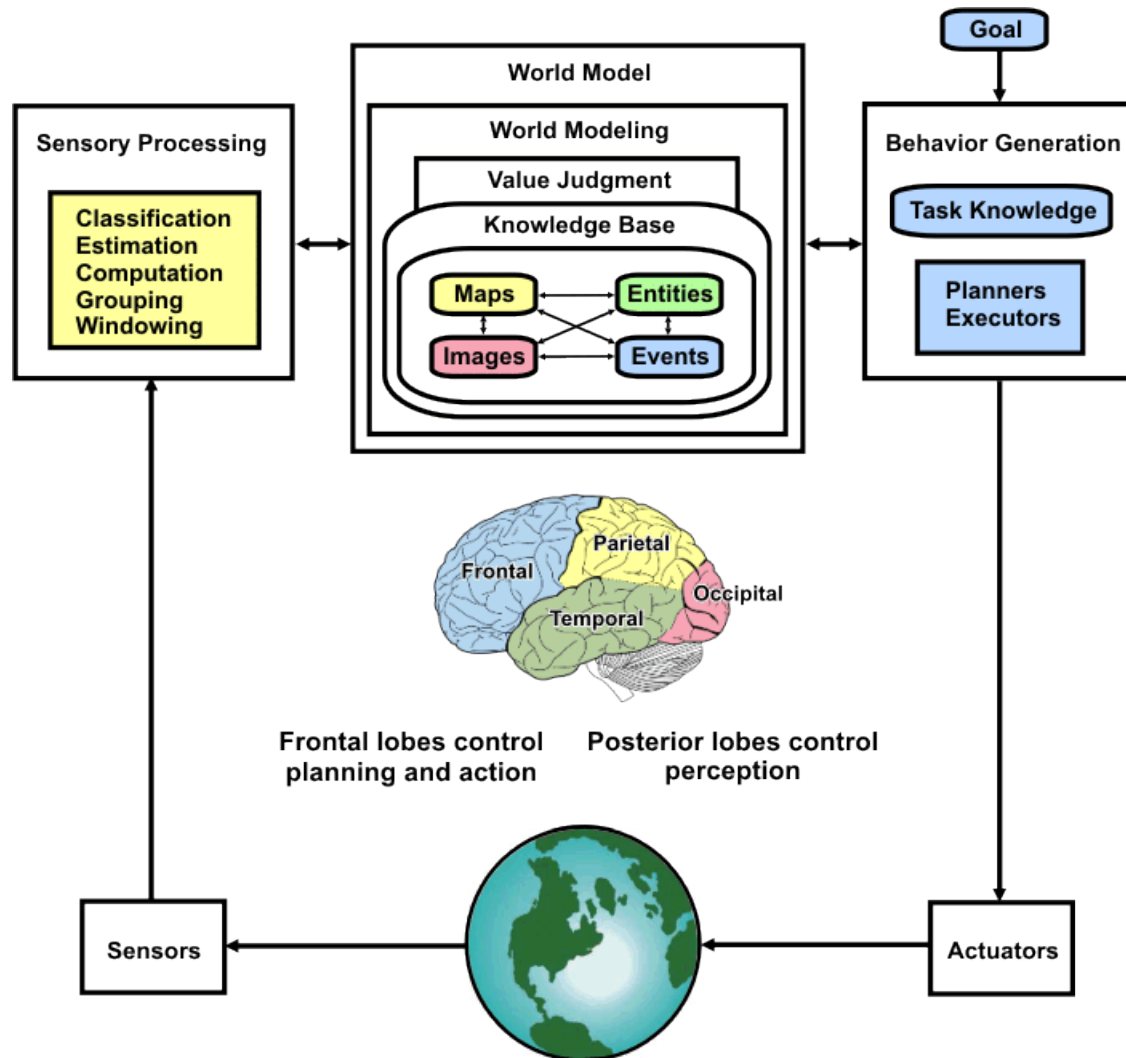 Goal
World Model
Sensory Processing
World Modeling
Behavior Generation
Value Judgment
Classification
Estimation
Computation
Grouping
Windowing
Knowledge Base
Task Knowledge
Maps
Entities
Images
Events
Planners
Executors
Frontal
Parietal
Occipital
Temporal
Frontal lobes control
planning and action
Posterior lobes control
perception
Sensors
Actuators